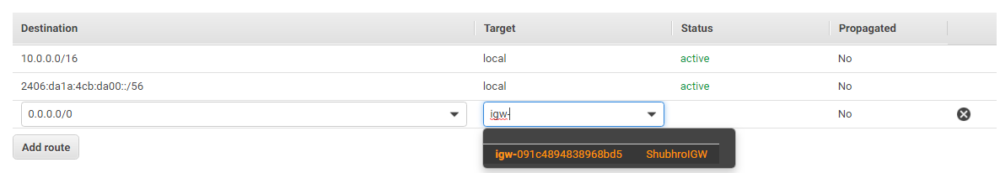 Destination Target Status Propagated
10.0.0.0/16 local active No
2406:da1a:4cb:da00::/56 local active No
0.0.0.0/0 igw- No
Add route igw-091c4894838968bd5 ShubhroIGW